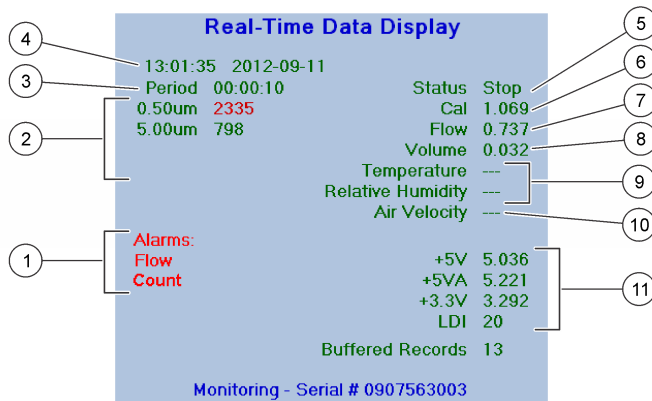 Real-Time Data Display
4
13:01:35 2012-09-11
5
3
Period 00:00:10
Status Stop
6
0.50um 2335
Cal 1.069
7
2
5.00um 798
Flow 0.737
Volume 0.032
8
Temperature ---
9
Relative Humidity ---
Air Velocity ---
10
1
Alarms:
Flow
Count
+5V 5.036
+5VA 5.221
11
+3.3V 3.292
LDI 20
Buffered Records 13
Monitoring - Serial # 0907563003